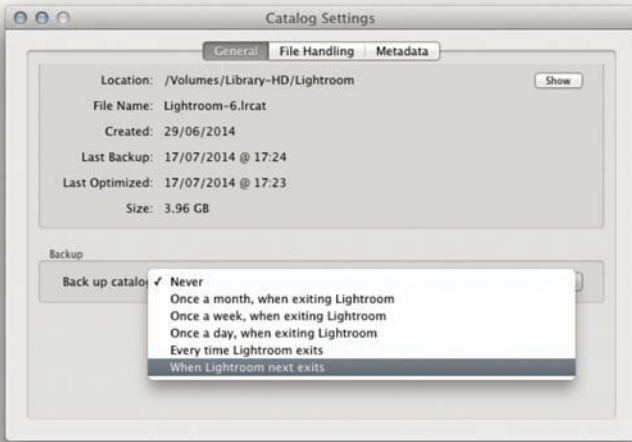 Catalog Settings
General File Handling Metadata
Location: /Volumes/Library-HD/Lightroom Show
File Name: Lightroom-6.lrcat
Created: 29/06/2014
Last Backup: 17/07/2014 @ 17:24
Last Optimized: 17/07/2014 @ 17:23
Size: 3.96 GB
Backup
Back up catalo ✓ Never
Once a month, when exiting Lightroom
Once a week, when exiting Lightroom
Once a day, when exiting Lightroom
Every time Lightroom exits
When Lightroom next exits